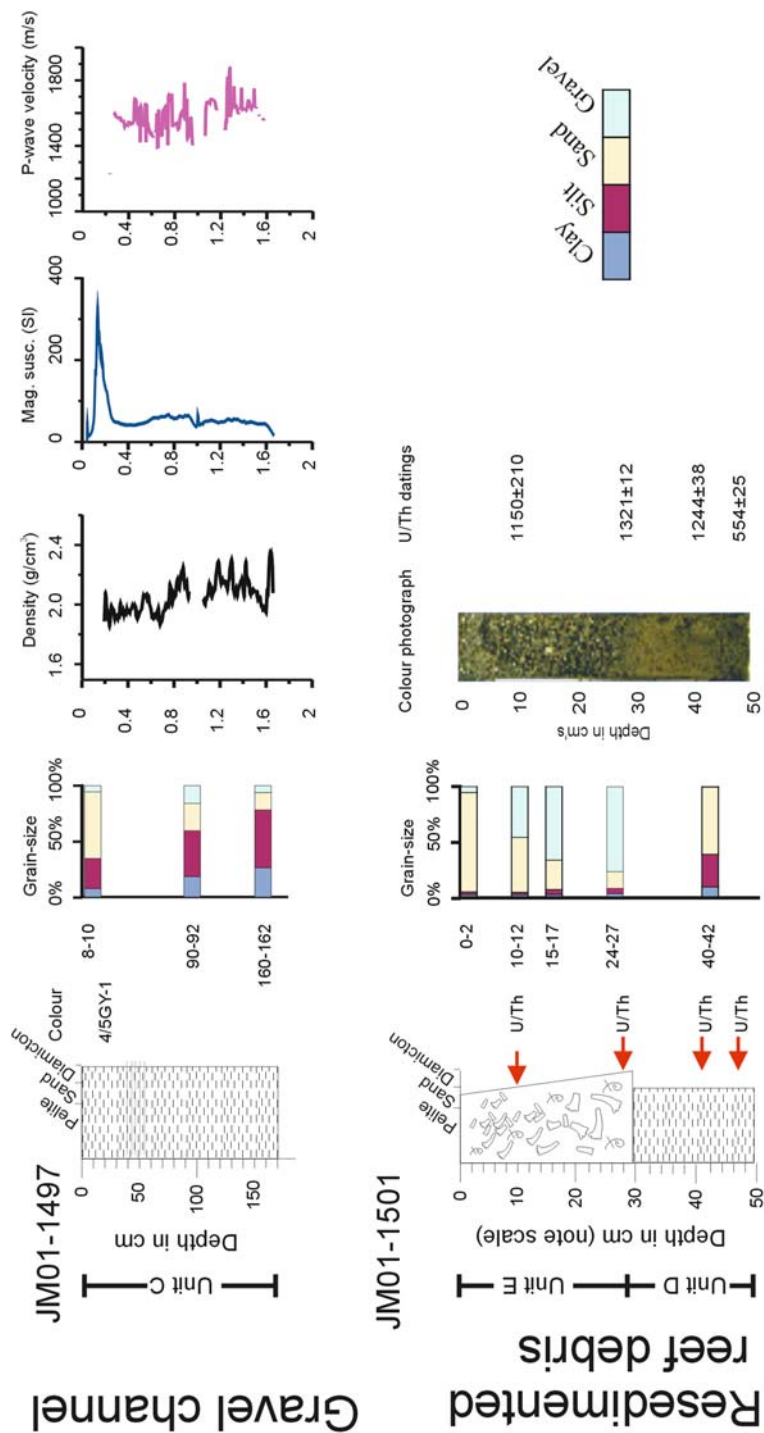 Gravel channel
JM01-1497
Unit C
Depth in cm
0
50
100
150
Pelite
Sand
Diamicton
Colour
4/5GY-1
8-10
90-92
160-162
Grain-size
0%
50%
100%
Density (g/cm³)
1.6
2.0
2.4
0
0.4
0.8
1.2
1.6
2
Mag. susc. (SI)
0
200
400
0
0.4
0.8
1.2
1.6
2
P-wave velocity (m/s)
1000
1400
1800
0
0.4
0.8
1.2
1.6
2
Resedimented
reef debris
JM01-1501
Unit E
Unit D
Depth in cm (note scale)
0
10
20
30
40
50
Pelite
Sand
Diamicton
U/Th
U/Th
U/Th
U/Th
0-2
10-12
15-17
24-27
40-42
Grain-size
0%
50%
100%
Colour photograph
Depth in cm's
0
10
20
30
40
50
U/Th datings
1150±210
1321±12
1244±38
554±25
Clay
Silt
Sand
Gravel